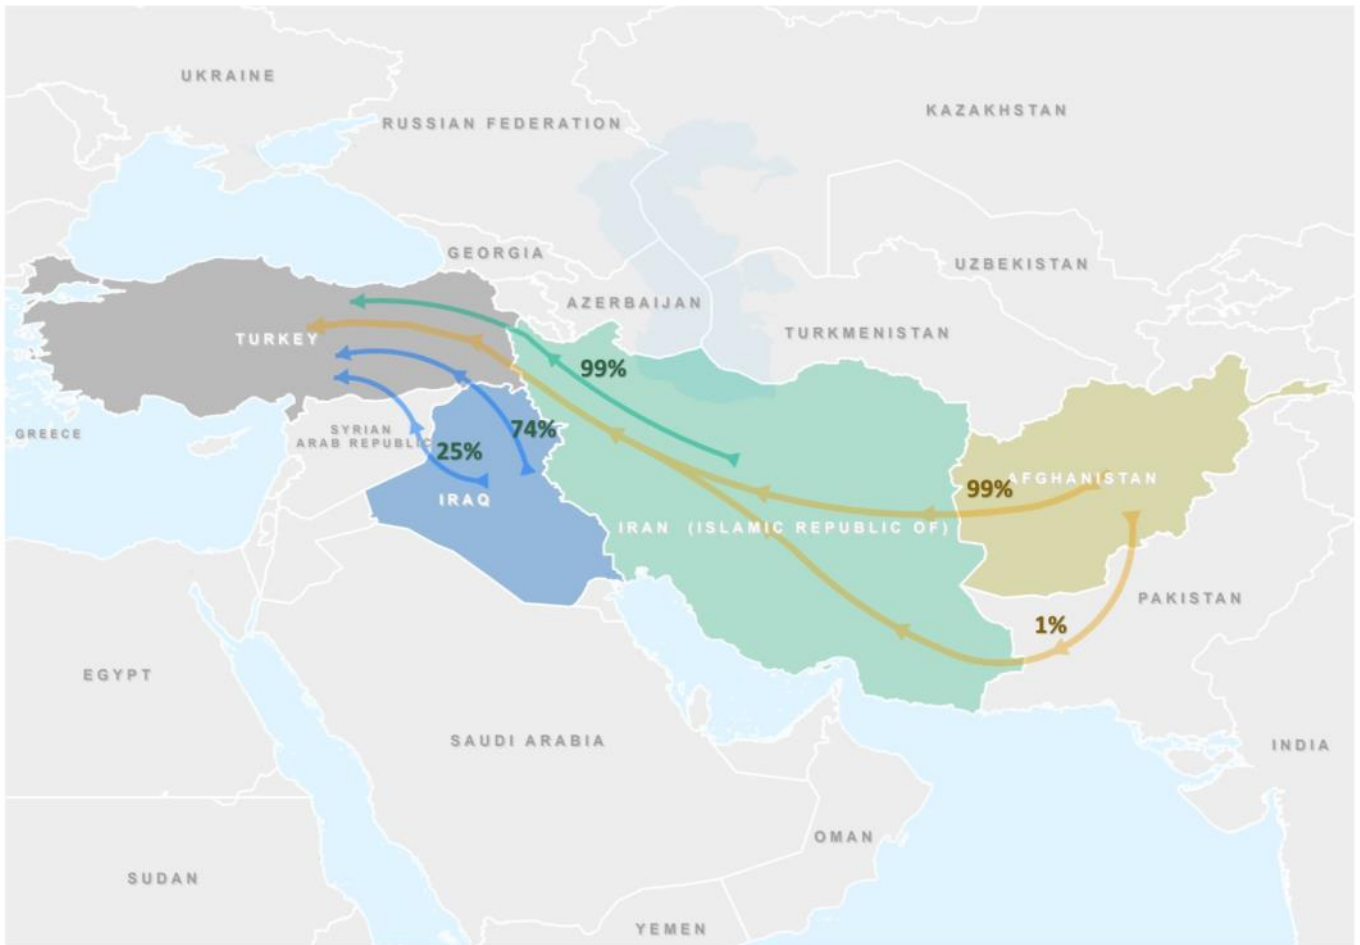 UKRAINE
KAZAKHSTAN
RUSSIAN FEDERATION
GEORGIA
UZBEKISTAN
AZERBAIJAN
TURKMENISTAN
TURKEY
99%
GREECE
SYRIAN
ARAB REPUBLIC
74%
25%
IRAQ
AFGHANISTAN
99%
IRAN (ISLAMIC REPUBLIC OF)
PAKISTAN
1%
EGYPT
SAUDI ARABIA
INDIA
OMAN
SUDAN
YEMEN